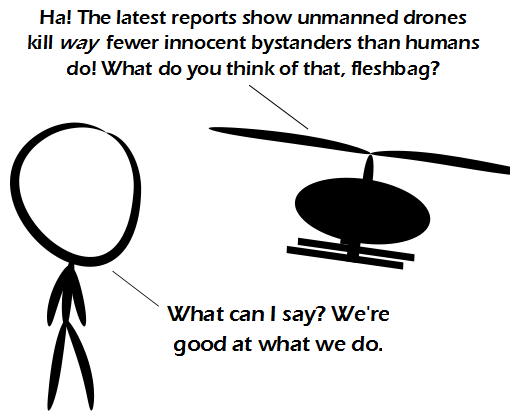 Ha! The latest reports show unmanned drones
kill way fewer innocent bystanders than humans
do! What do you think of that, fleshbag?
What can I say? We're
good at what we do.